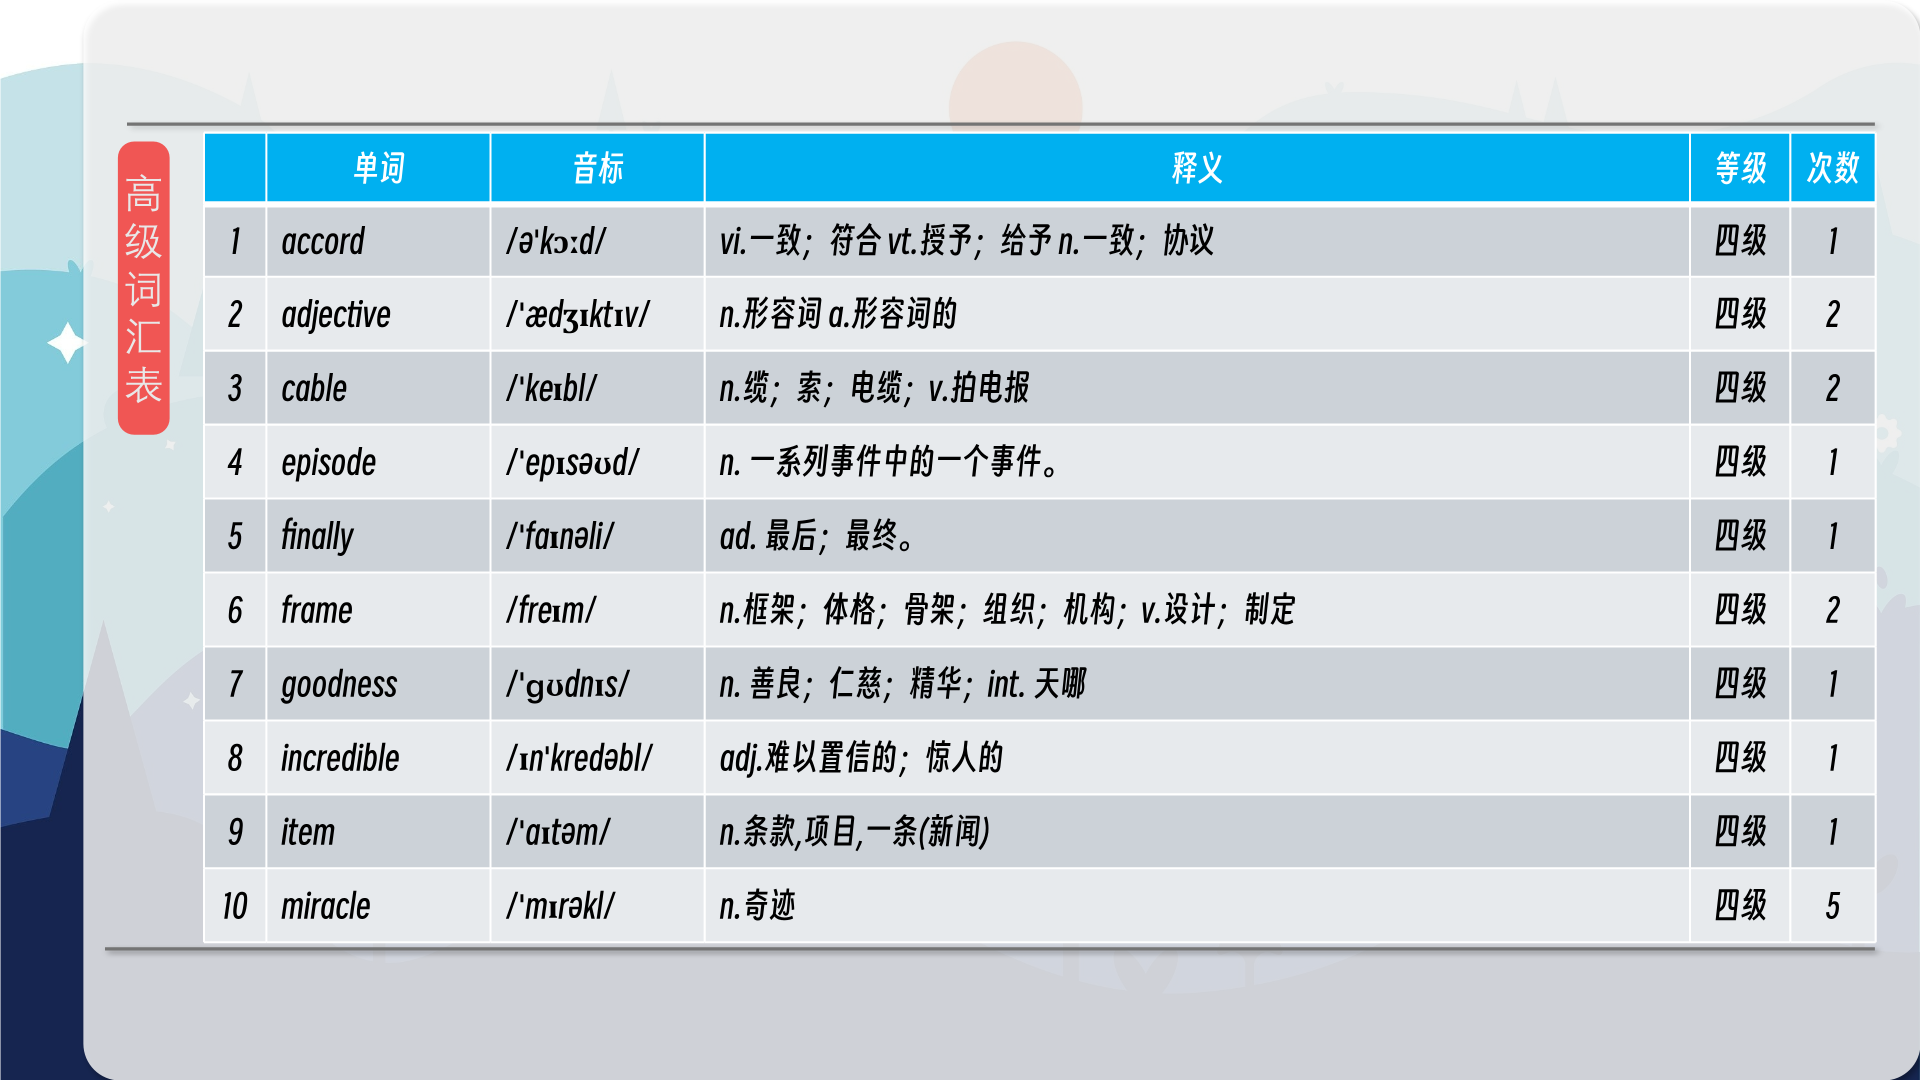 高级词汇表
单词 音标 释义 等级 次数
1 accord /ə'kɔːd/ vi.一致；符合 vt.授予；给予 n.一致；协议 四级 1
2 adjective /'ædʒɪktɪv/ n.形容词 a.形容词的 四级 2
3 cable /'keɪbl/ n.缆；索；电缆；v.拍电报 四级 2
4 episode /'epɪsəʊd/ n. 一系列事件中的一个事件。 四级 1
5 finally /'faɪnəli/ ad. 最后；最终。 四级 1
6 frame /freɪm/ n.框架；体格；骨架；组织；机构；v.设计；制定 四级 2
7 goodness /'ɡʊdnɪs/ n. 善良；仁慈；精华；int. 天哪 四级 1
8 incredible /ɪn'kredəbl/ adj.难以置信的；惊人的 四级 1
9 item /'aɪtəm/ n.条款,项目,一条(新闻) 四级 1
10 miracle /'mɪrəkl/ n.奇迹 四级 5